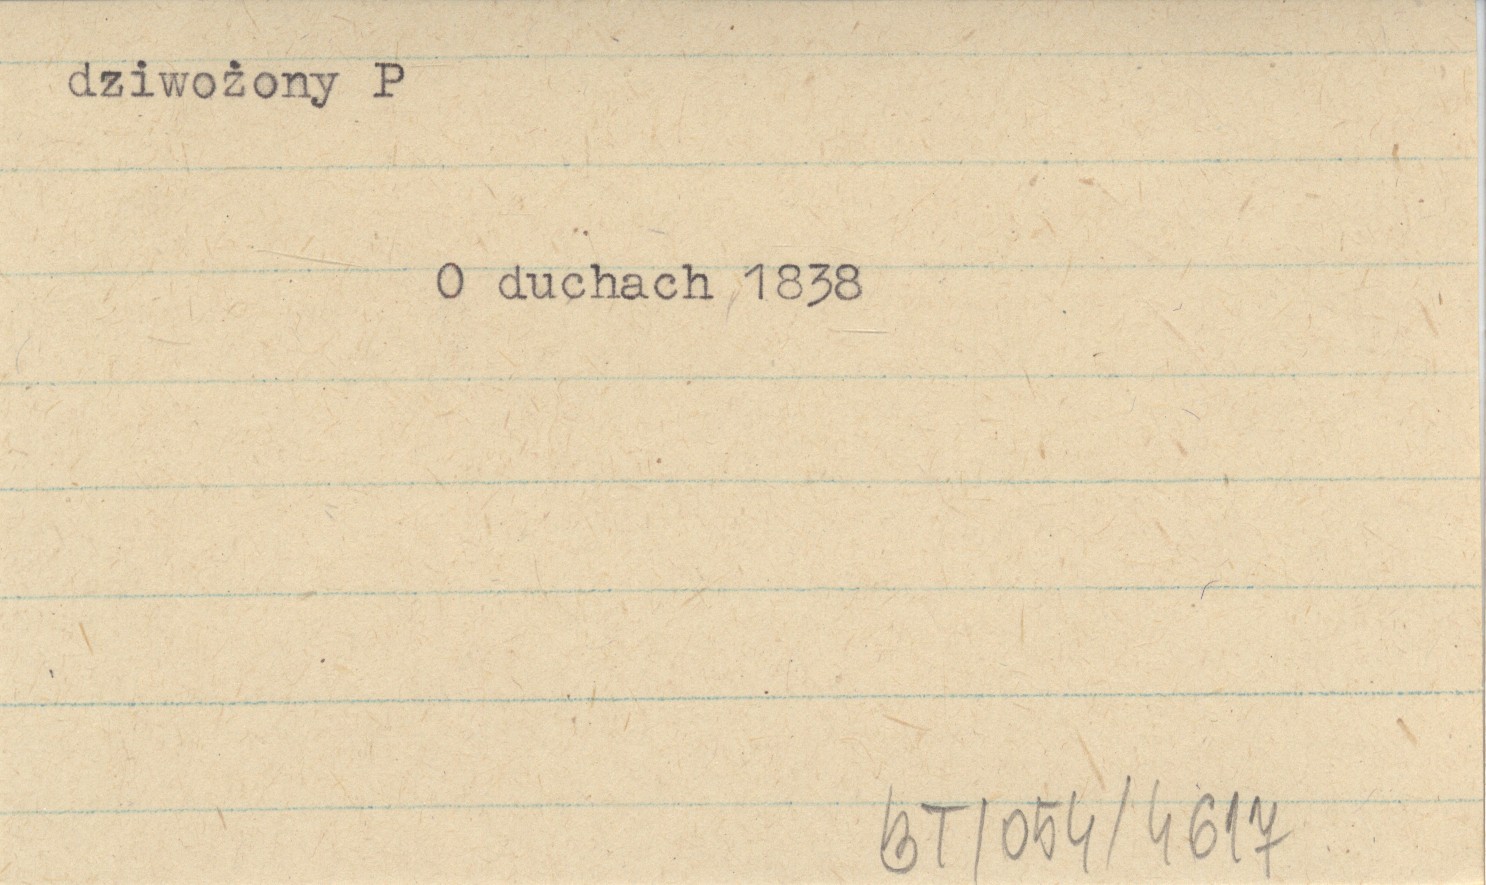 dziwożony P
O duchach 1838
BT/054/4617